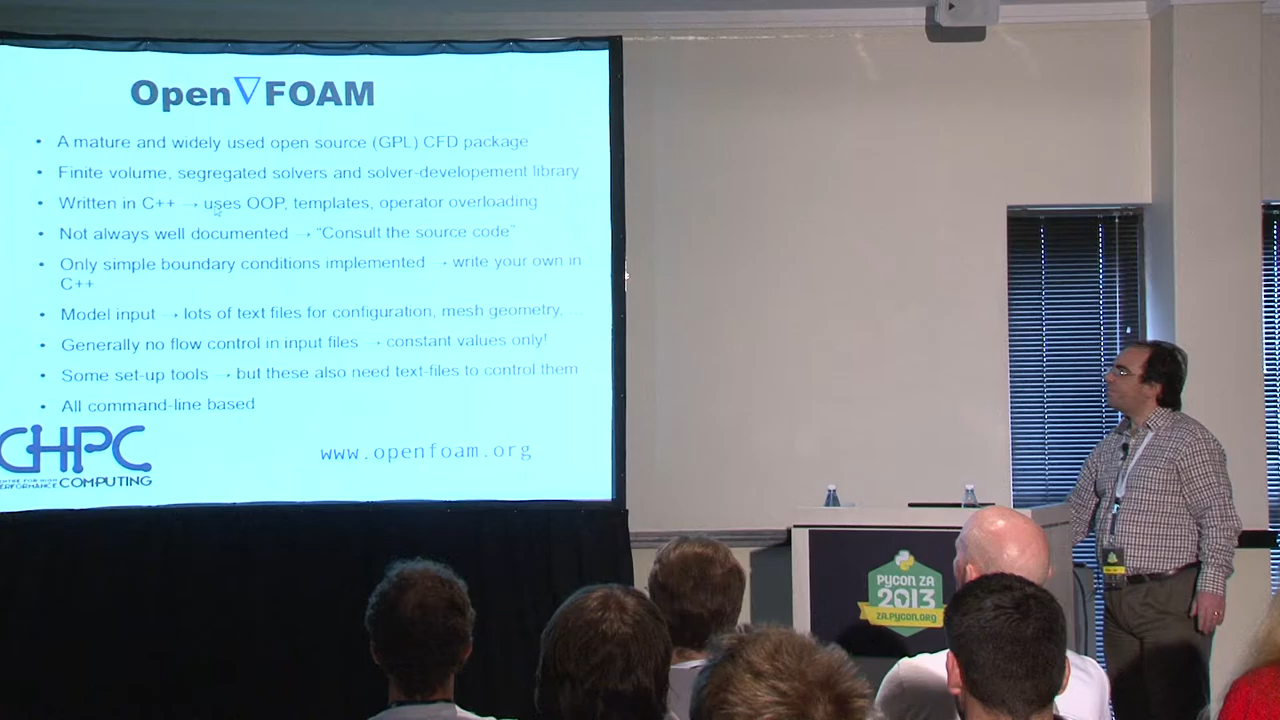 Open FOAM
• A mature and widely used open source (GPL) CFD package
• Finite volume, segregated solvers and solver-developement library
• Written in C++ → uses OOP, templates, operator overloading
• Not always well documented → "Consult the source code"
• Only simple boundary conditions implemented → write your own in
C++
• Model input → lots of text files for configuration, mesh geometry, ...
• Generally no flow control in input files → constant values only!
• Some set-up tools → but these also need text-files to control them
• All command-line based
CHPC
CENTRE FOR HIGH
PERFORMANCE COMPUTING
www.openfoam.org
PYCON ZA
2013
ZA.PYCON.ORG